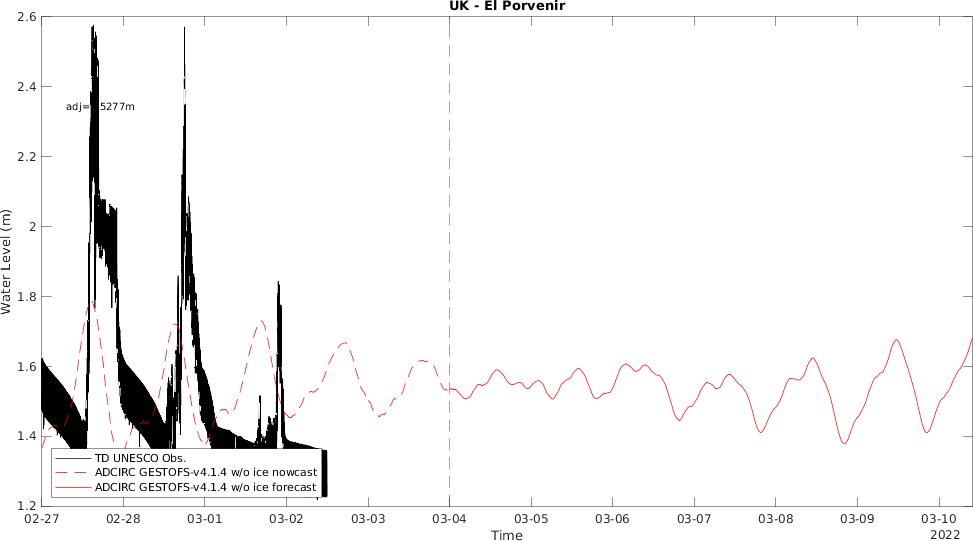 UK - El Porvenir
2.6
2.4
2.2
2
1.8
1.6
1.4
1.2
Water Level (m)
adj= 5277m
TD UNESCO Obs.
ADCIRC GESTOFS-v4.1.4 w/o ice nowcast
ADCIRC GESTOFS-v4.1.4 w/o ice forecast
02-27 02-28 03-01 03-02 03-03 03-04 03-05 03-06 03-07 03-08 03-09 03-10
Time
2022